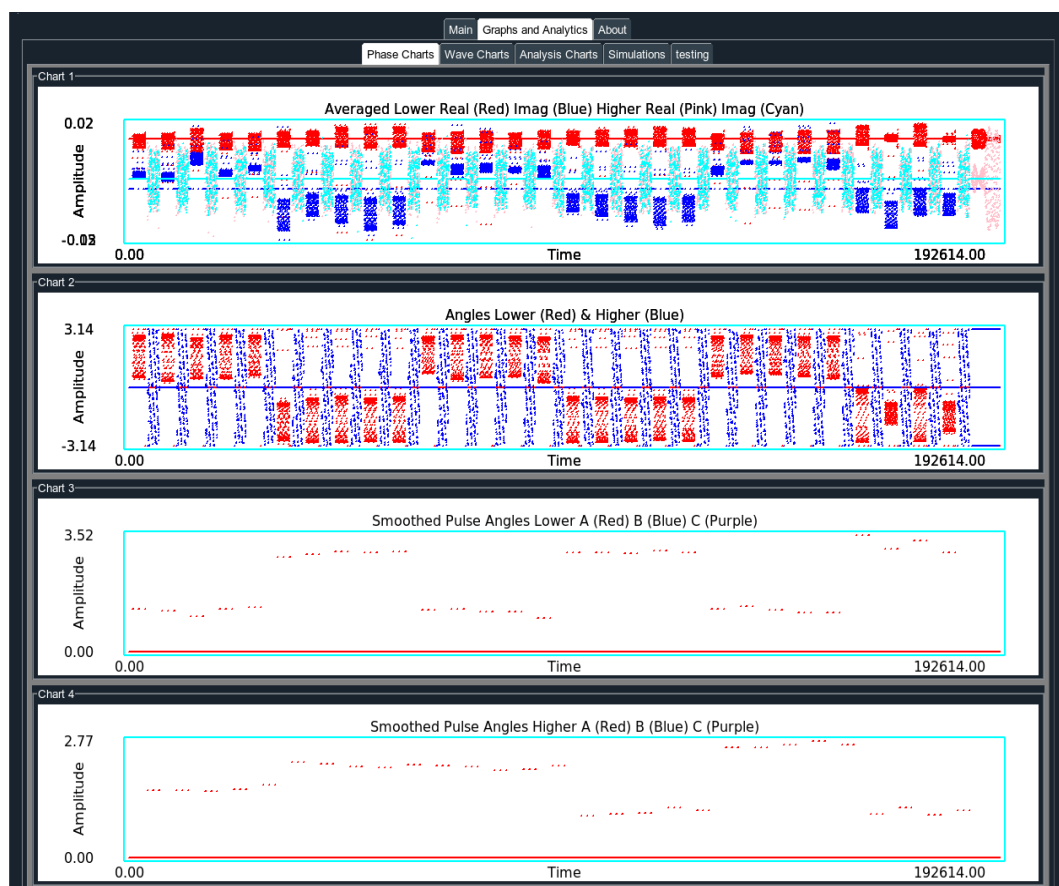 Main Graphs and Analytics About
Phase Charts Wave Charts Analysis Charts Simulations testing
Chart 1
Averaged Lower Real (Red) Imag (Blue) Higher Real (Pink) Imag (Cyan)
0.02
Amplitude
0.00 Time 192614.00
Chart 2
Angles Lower (Red) & Higher (Blue)
3.14
Amplitude
-3.14
0.00 Time 192614.00
Chart 3
Smoothed Pulse Angles Lower A (Red) B (Blue) C (Purple)
3.52
Amplitude
0.00
0.00 Time 192614.00
Chart 4
Smoothed Pulse Angles Higher A (Red) B (Blue) C (Purple)
2.77
Amplitude
0.00
0.00 Time 192614.00